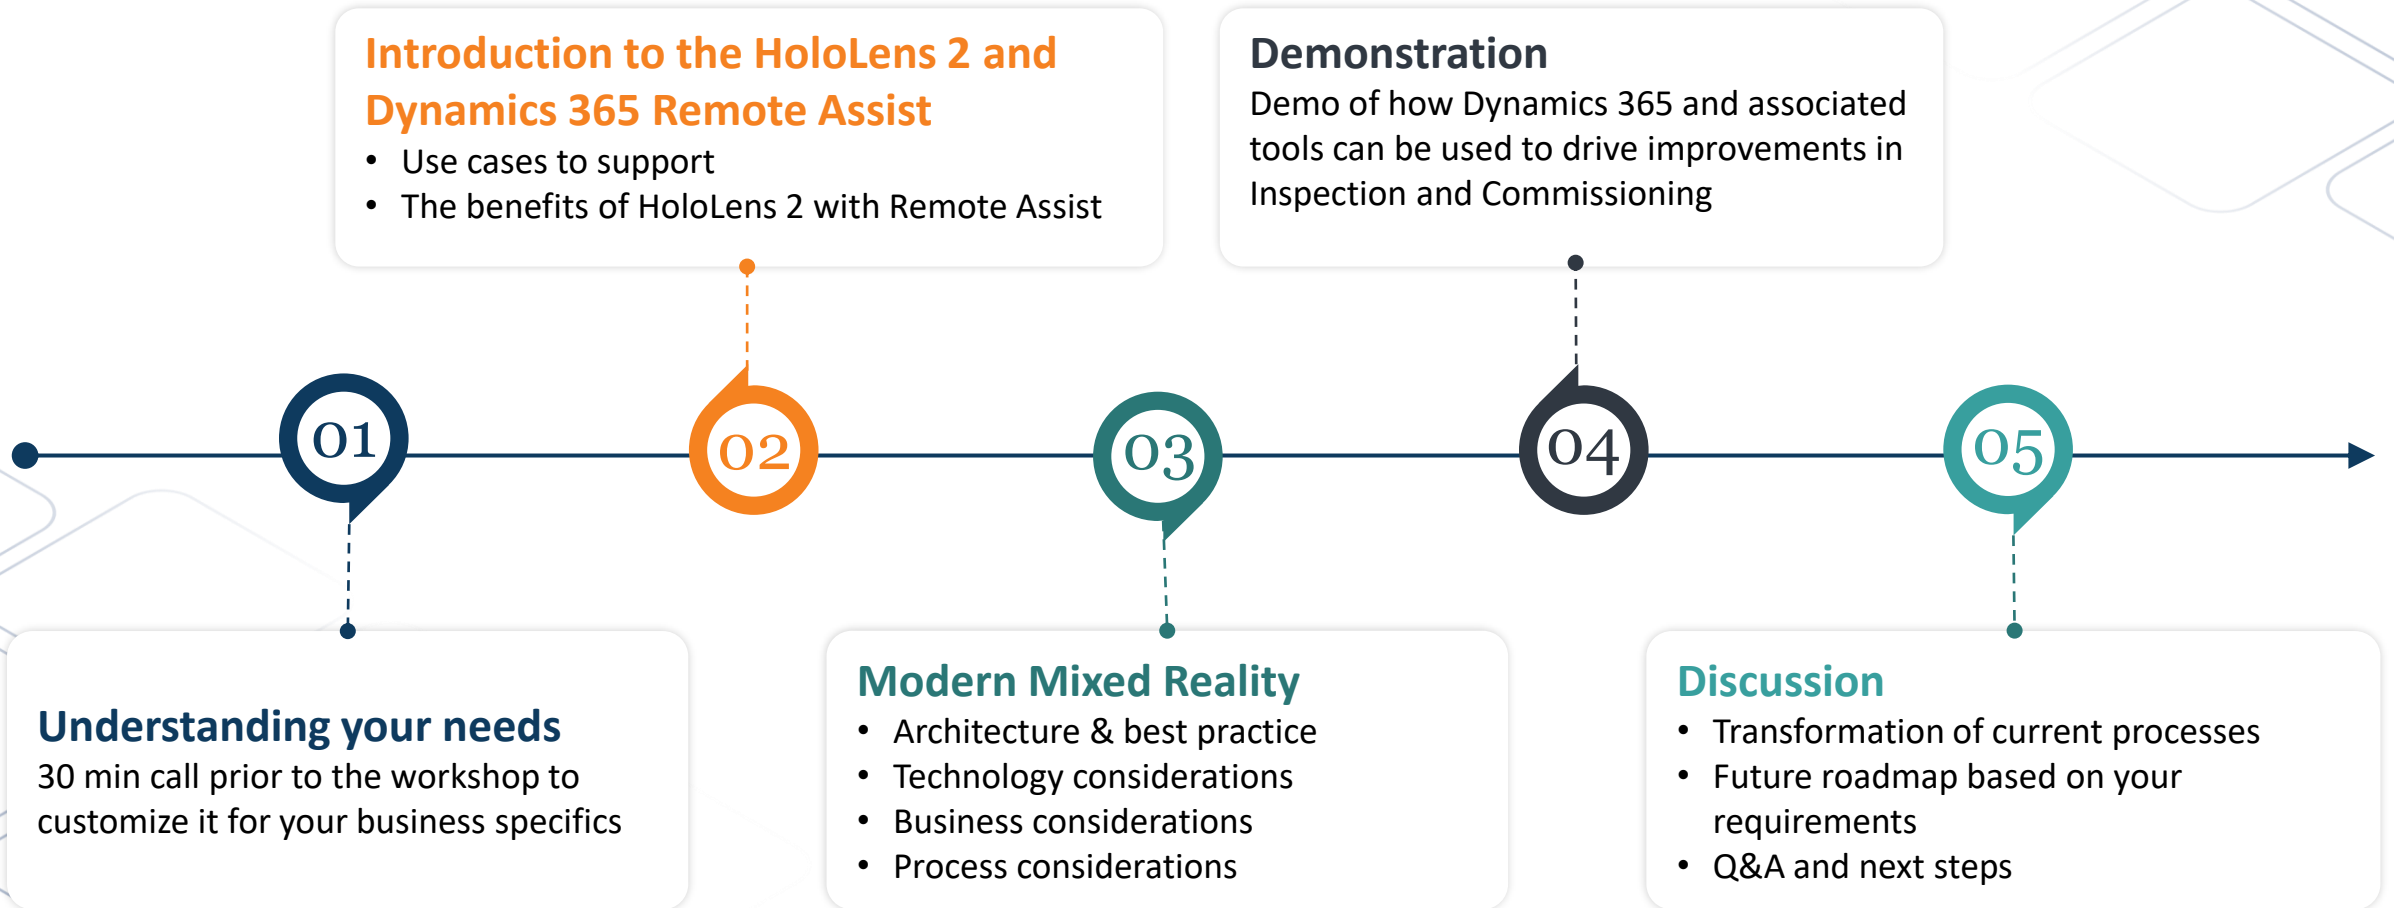 Introduction to the HoloLens 2 and
Dynamics 365 Remote Assist
• Use cases to support
• The benefits of HoloLens 2 with Remote Assist
Demonstration
Demo of how Dynamics 365 and associated
tools can be used to drive improvements in
Inspection and Commissioning
01
02
03
04
05
Understanding your needs
30 min call prior to the workshop to
customize it for your business specifics
Modern Mixed Reality
• Architecture & best practice
• Technology considerations
• Business considerations
• Process considerations
Discussion
• Transformation of current processes
• Future roadmap based on your
requirements
• Q&A and next steps